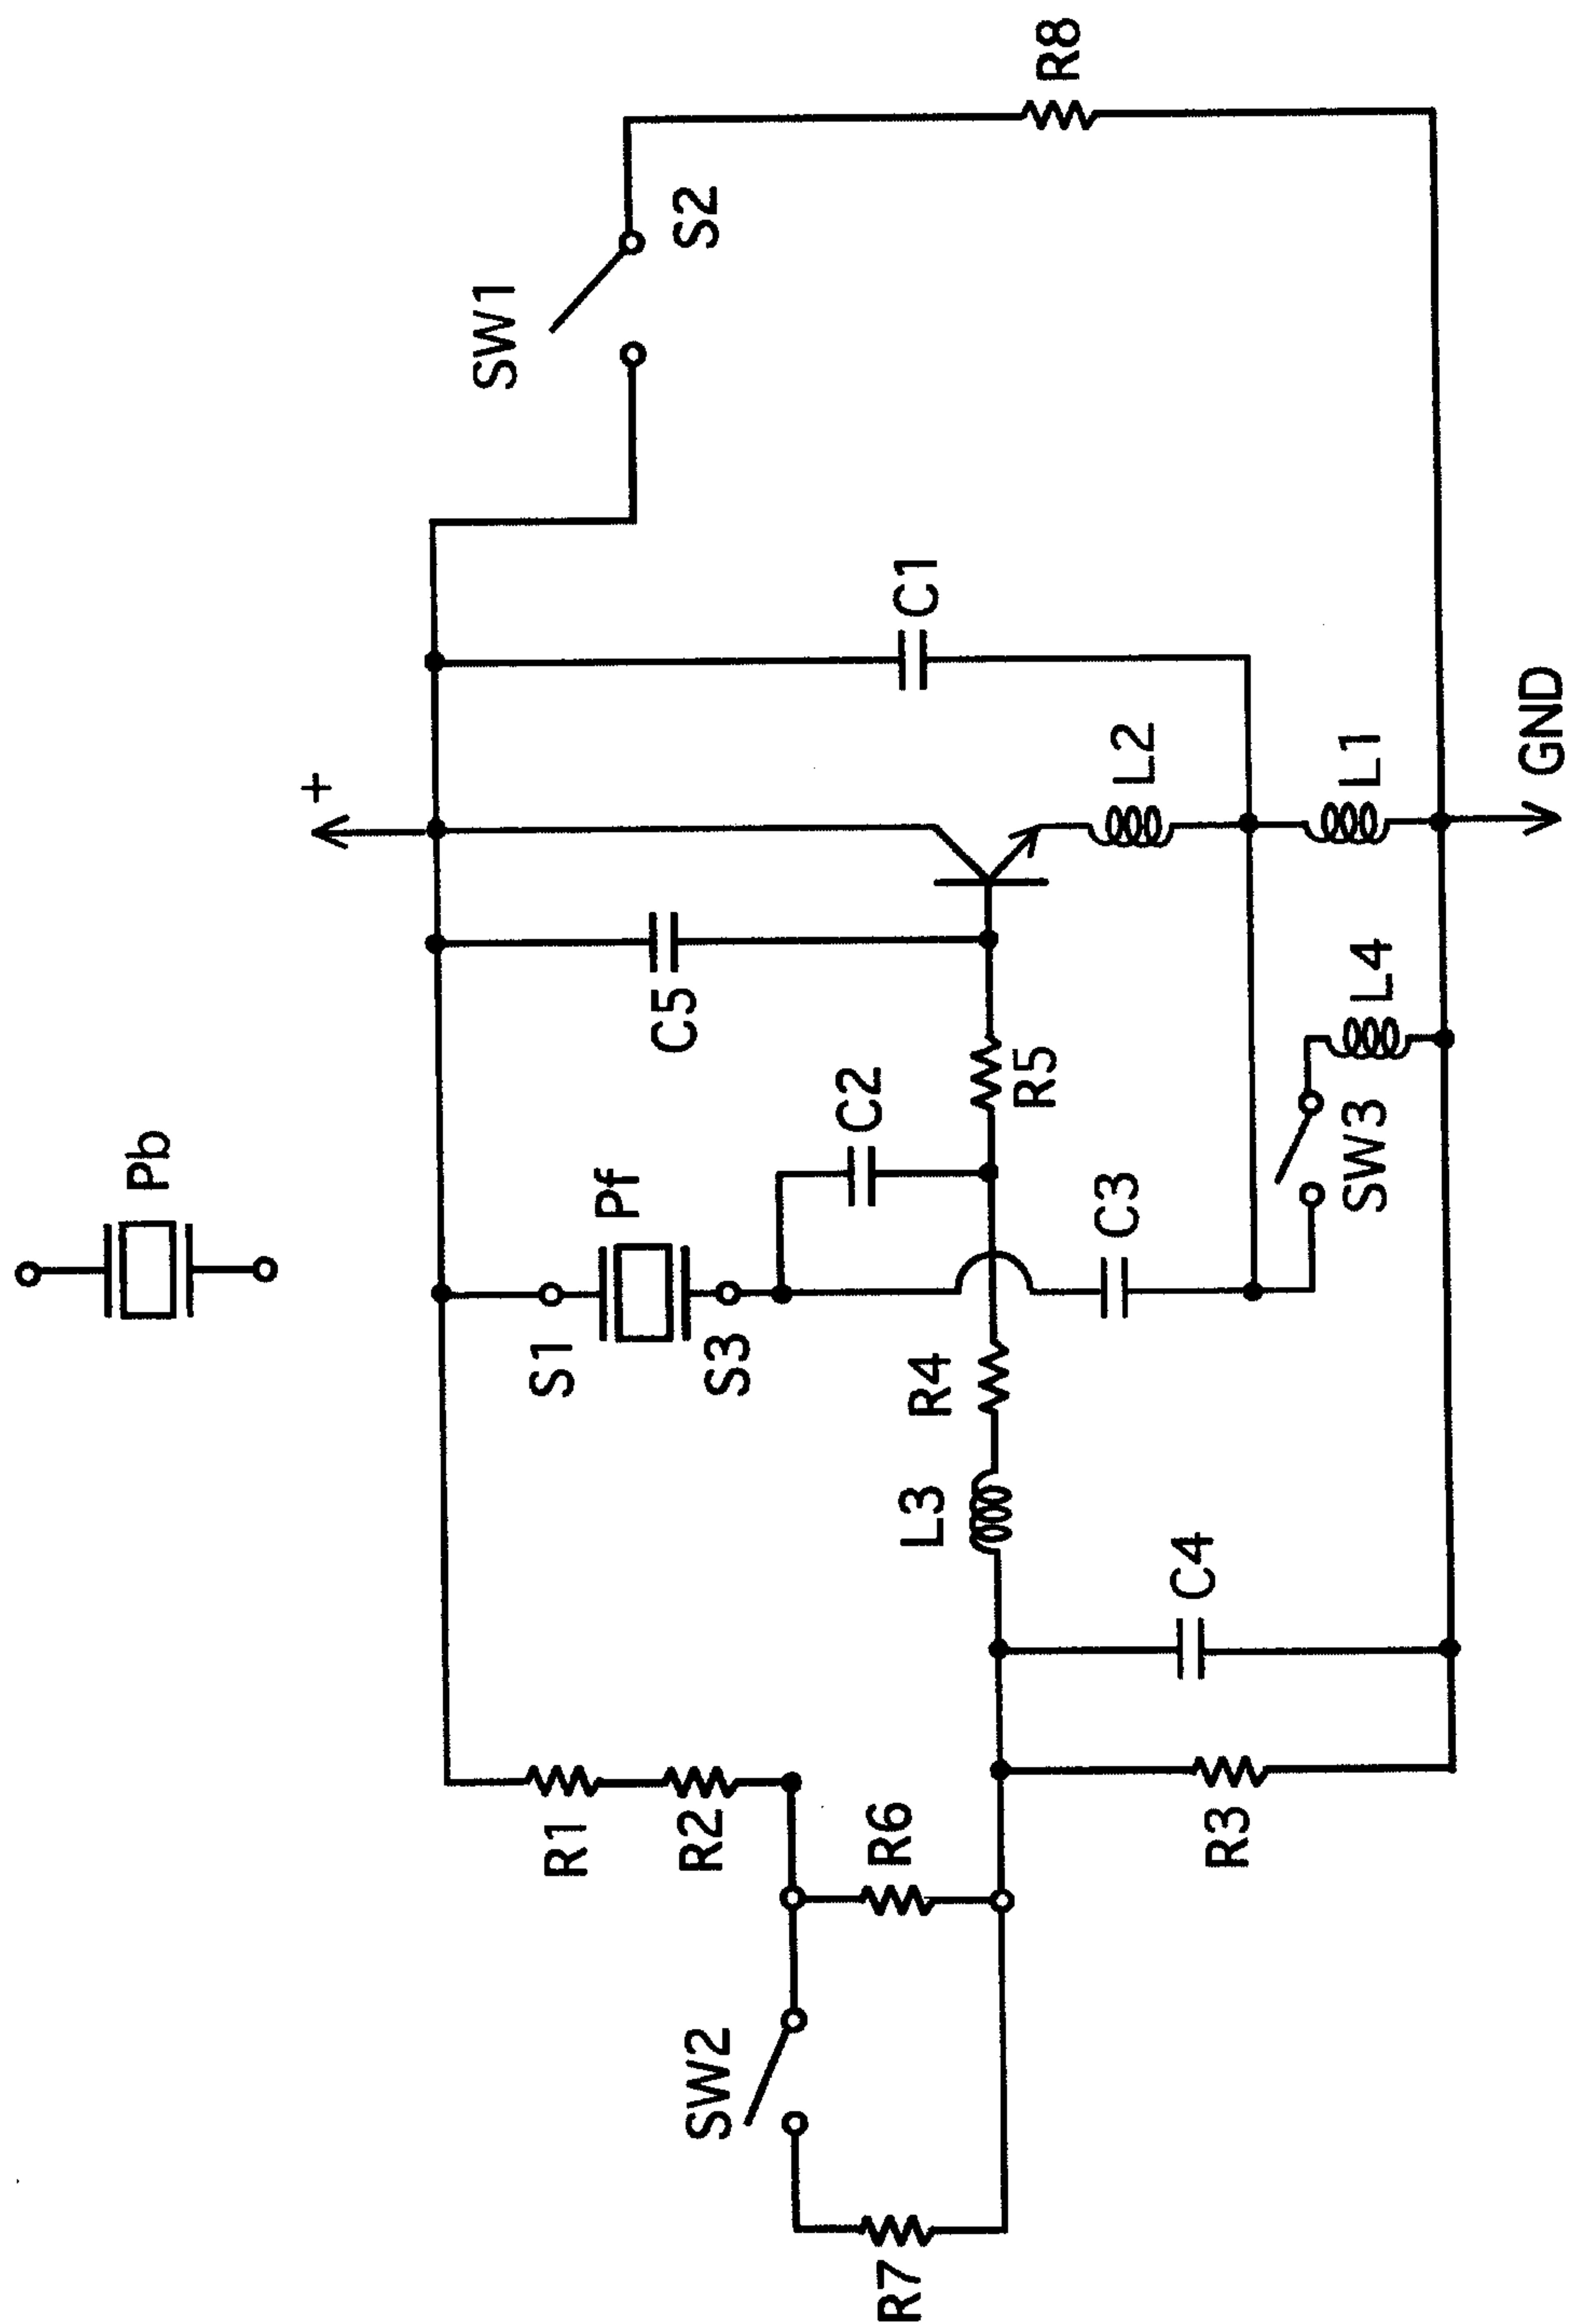 Pb
+
SW1
S2
R8
S1
Pf
S3
C5
C1
C2
R1
R2
SW2
R6
R7
L3
R4
R5
L2
C3
C4
R3
SW3
L4
L1
GND